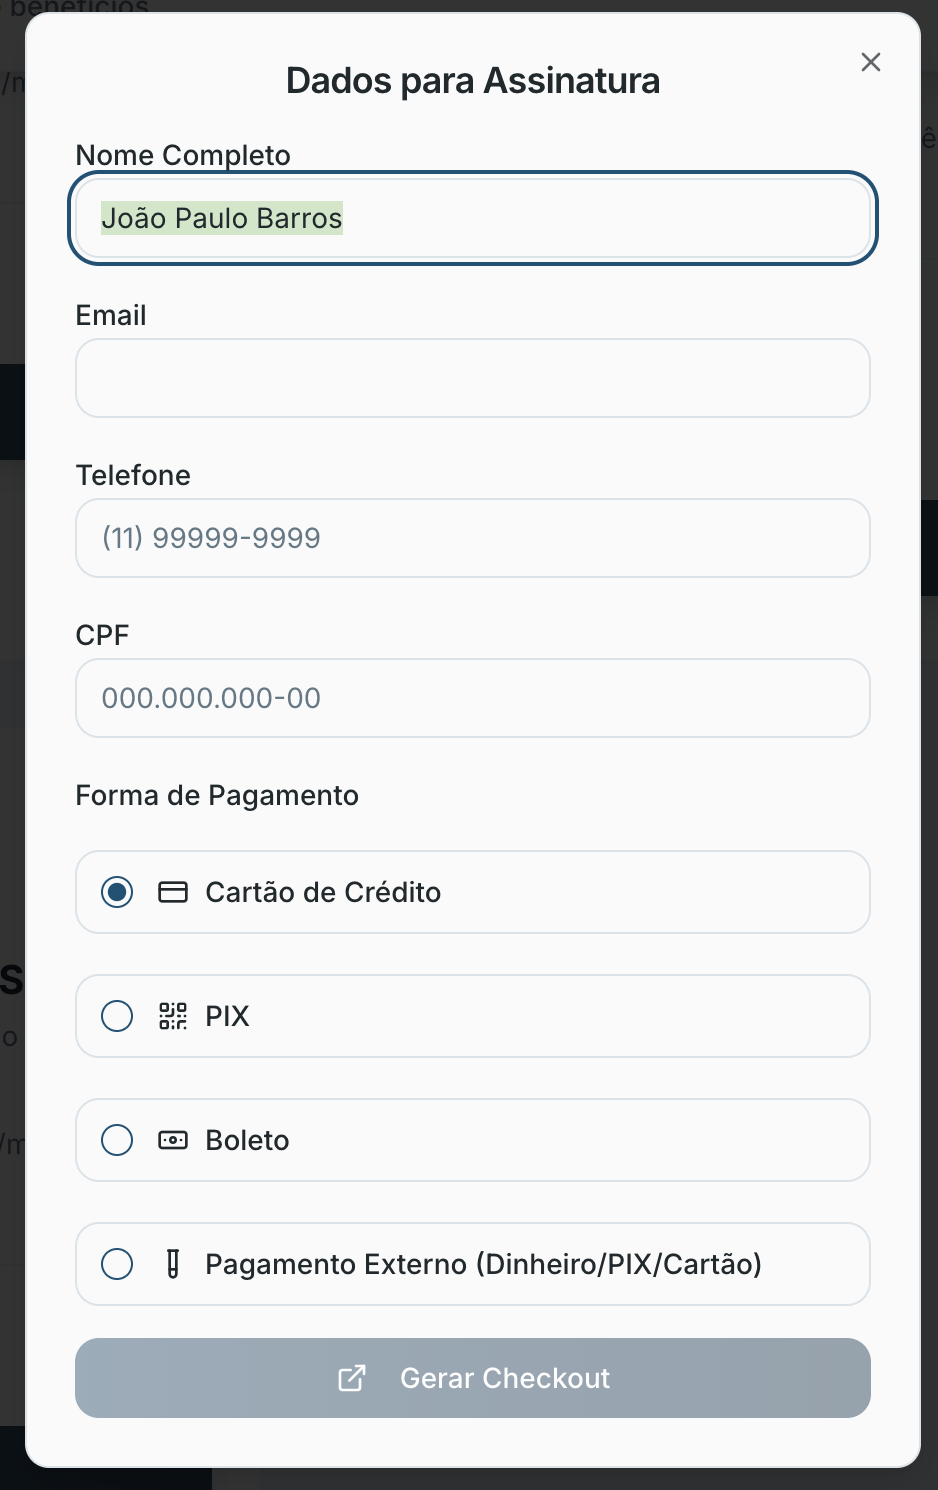 benefícios
Dados para Assinatura
Nome Completo
João Paulo Barros
Email
Telefone
(11) 99999-9999
CPF
000.000.000-00
Forma de Pagamento
Cartão de Crédito
PIX
Boleto
Pagamento Externo (Dinheiro/PIX/Cartão)
Gerar Checkout